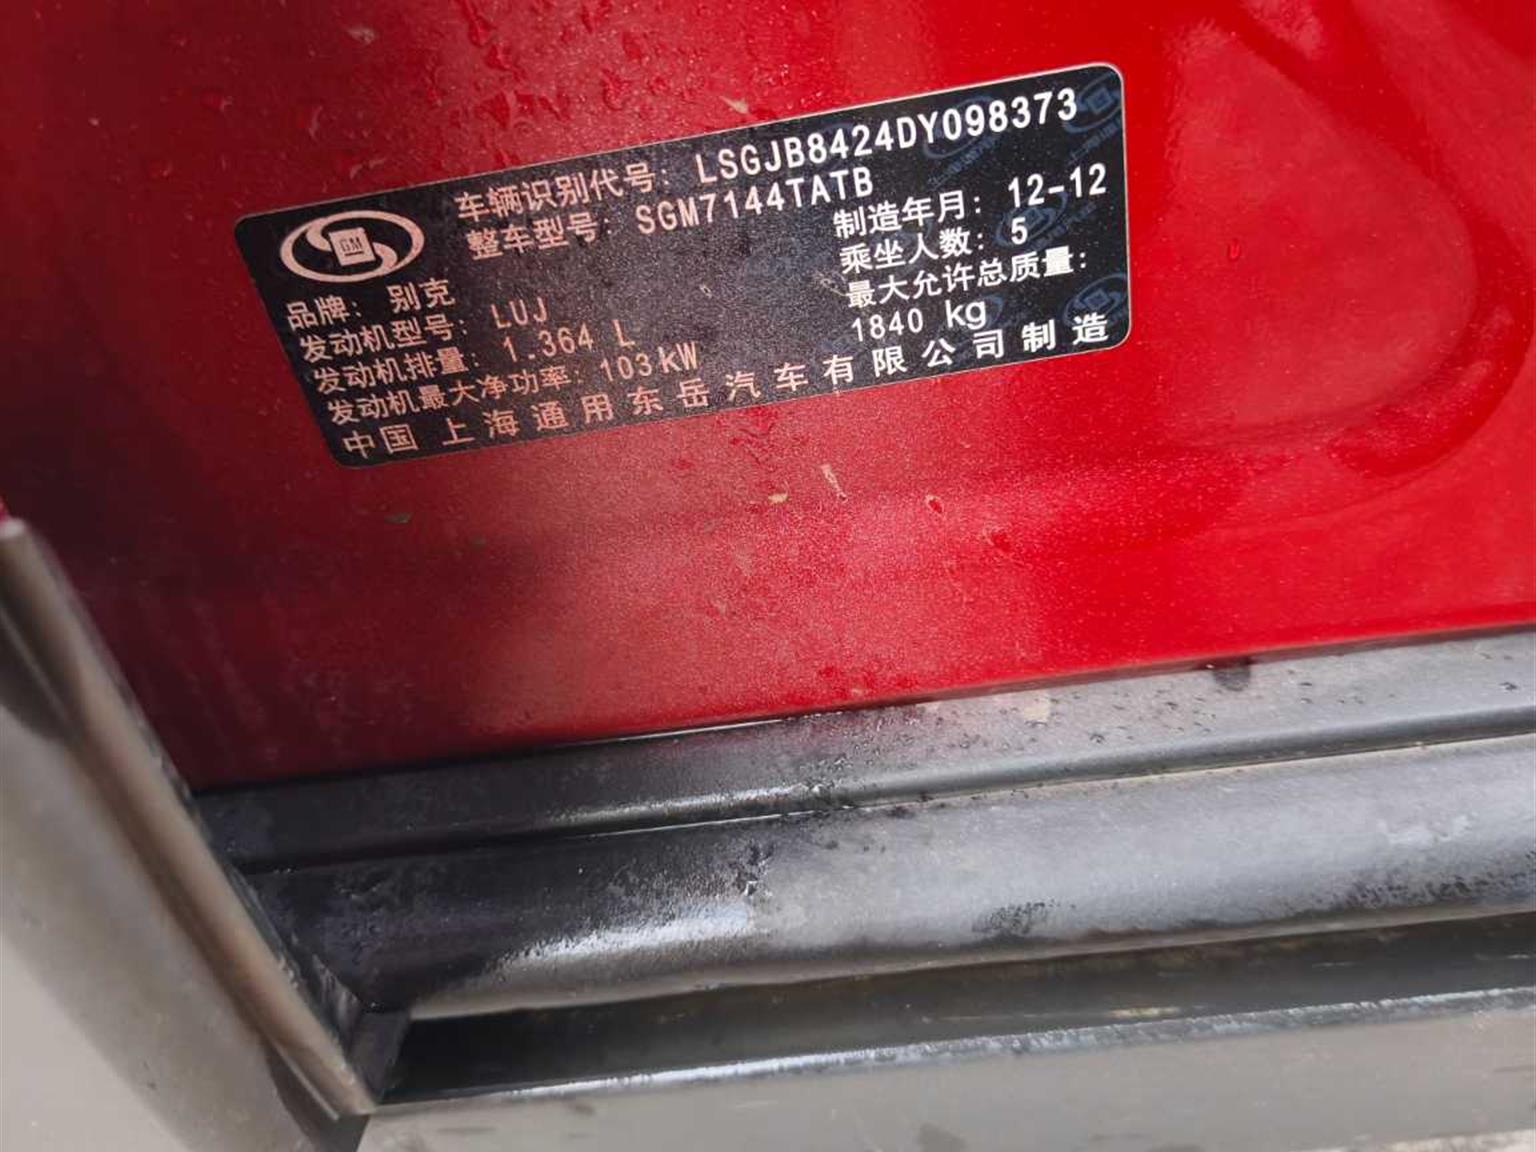 车辆识别代号: LSGJB8424DY098373
整车型号: SGM7144TATB
制造年月: 12-12
GM
品牌: 别克
乘坐人数: 5
发动机型号: LUJ
最大允许总质量:
发动机排量: 1.364 L
1840 kg
发动机最大净功率: 103kW
中国 上海通用东岳汽车有限公司制造